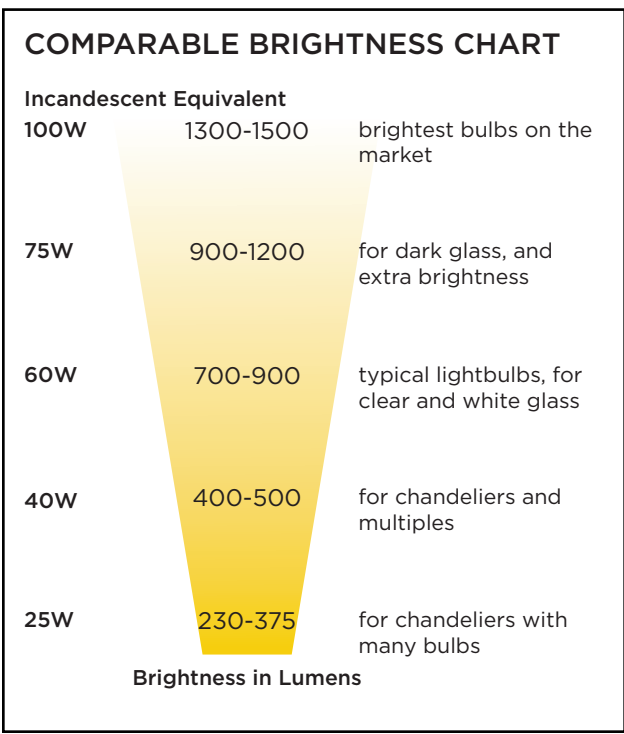 COMPARABLE BRIGHTNESS CHART
Incandescent Equivalent
100W 1300-1500 brightest bulbs on the
market
75W 900-1200 for dark glass, and
extra brightness
60W 700-900 typical lightbulbs, for
clear and white glass
40W 400-500 for chandeliers and
multiples
25W 230-375 for chandeliers with
many bulbs
Brightness in Lumens